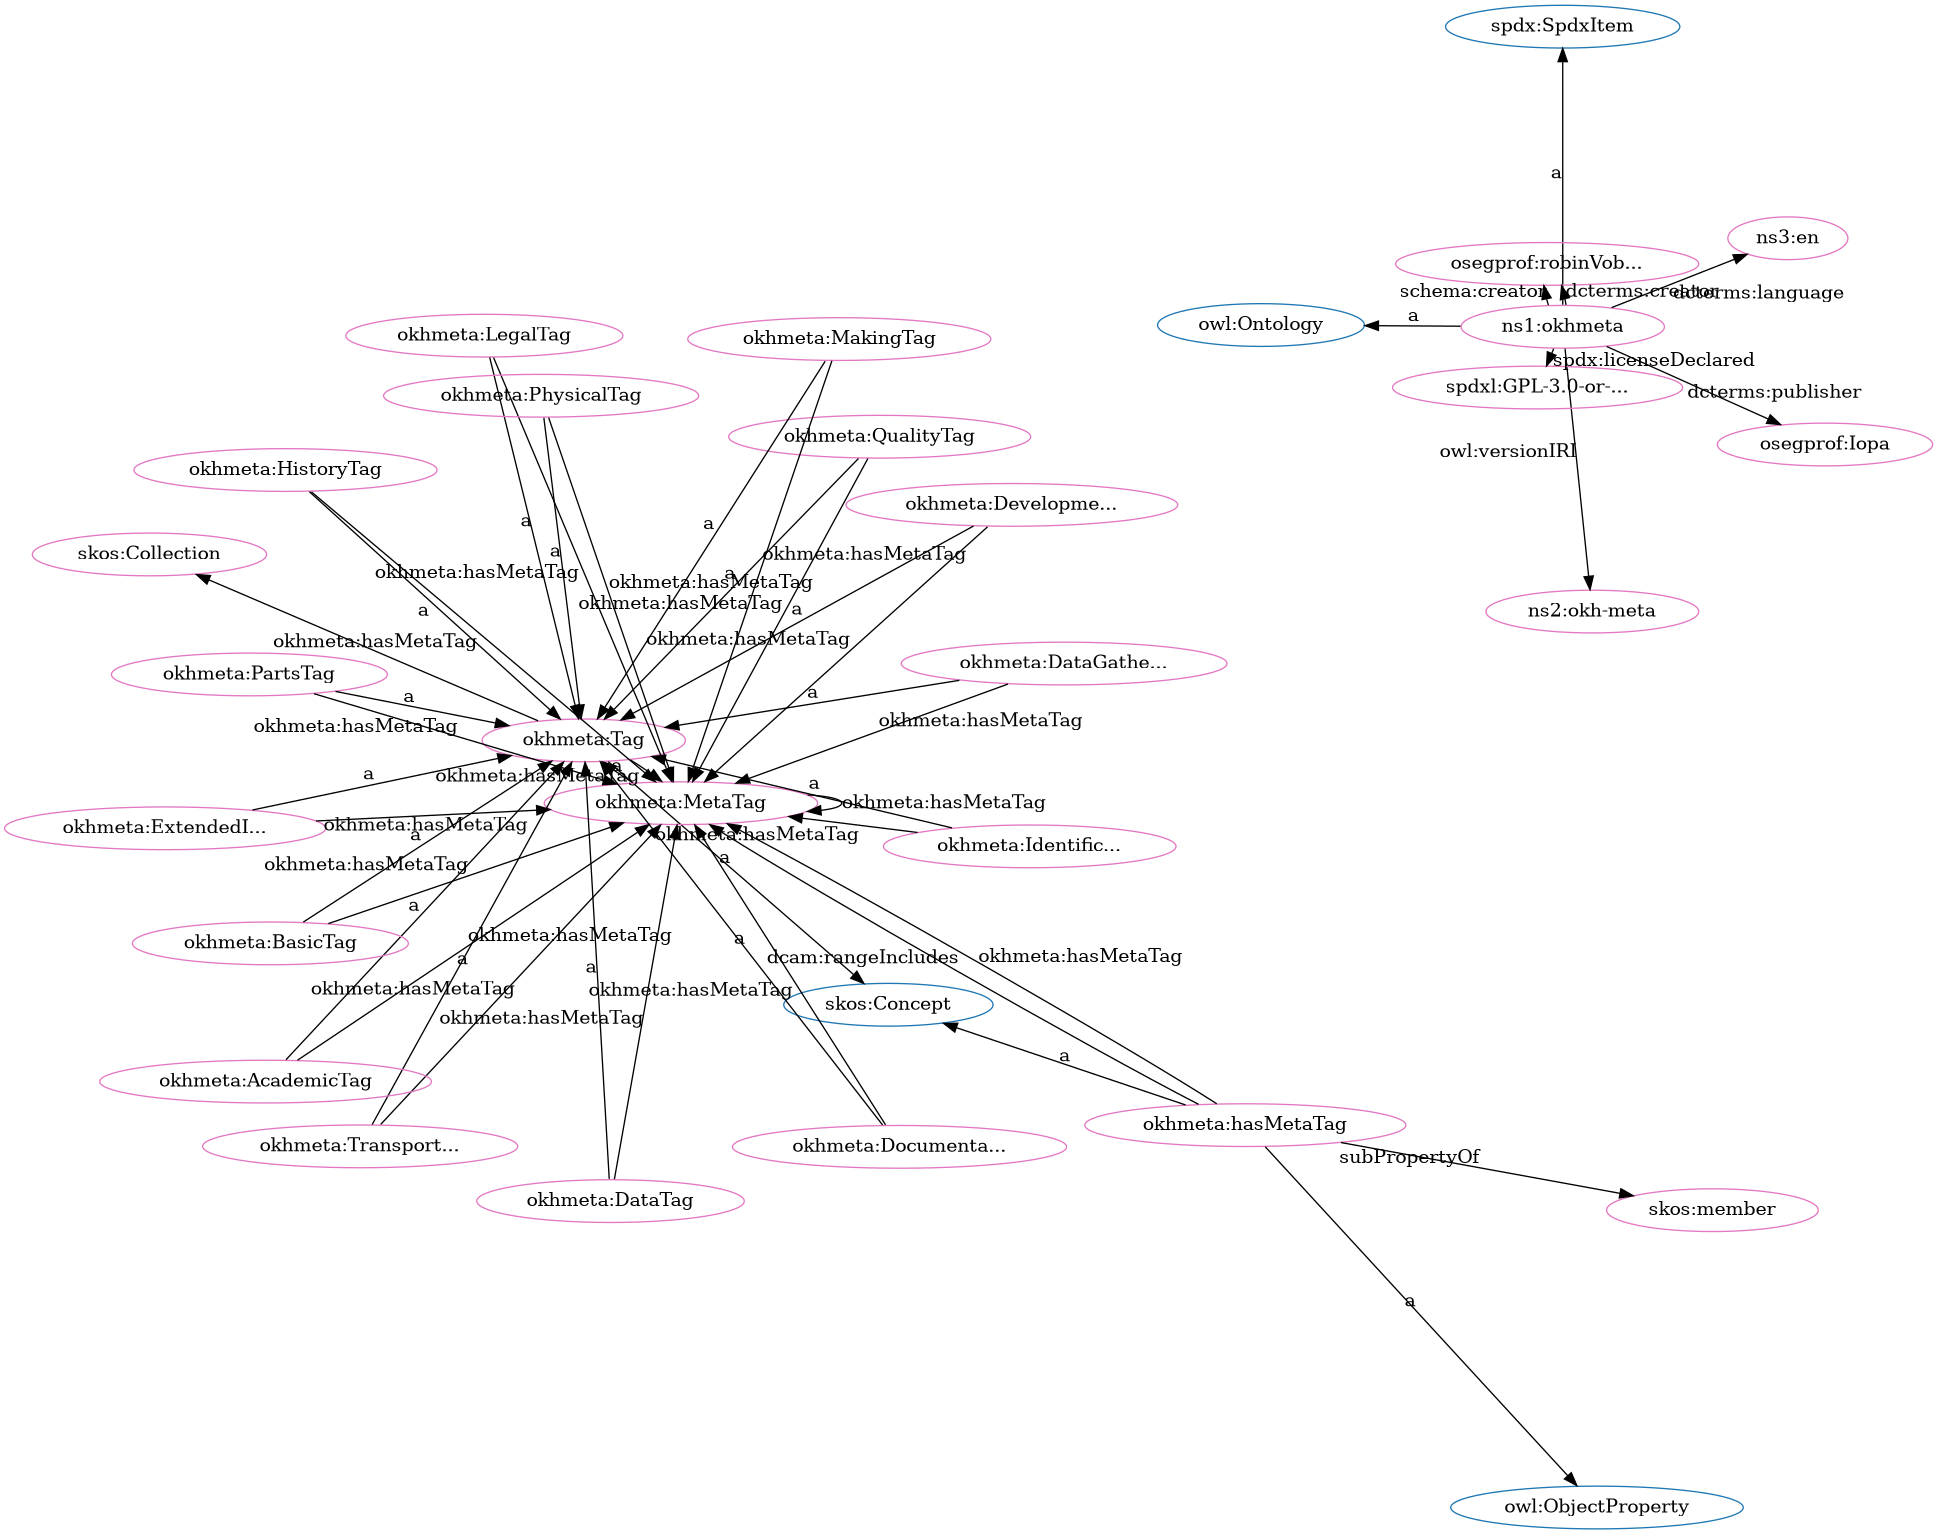 spdx:SpdxItem
a
ns3:en
osegprof:robinVob...
schema:creator
dcterms:creator
dcterms:language
owl:Ontology
a
ns1:okhmeta
okhmeta:LegalTag
okhmeta:MakingTag
spdx:licenseDeclared
spdxl:GPL-3.0-or-...
dcterms:publisher
okhmeta:PhysicalTag
okhmeta:QualityTag
osegprof:Iopa
owl:versionIRI
okhmeta:HistoryTag
okhmeta:Developme...
a
a
a
skos:Collection
okhmeta:hasMetaTag
okhmeta:hasMetaTag
a
okhmeta:hasMetaTag
okhmeta:hasMetaTag
a
a
ns2:okh-meta
okhmeta:hasMetaTag
okhmeta:hasMetaTag
okhmeta:DataGathe...
okhmeta:PartsTag
a
a
okhmeta:hasMetaTag
okhmeta:hasMetaTag
okhmeta:Tag
a
a
okhmeta:hasMetaTag
a
okhmeta:MetaTag
okhmeta:hasMetaTag
okhmeta:ExtendedI...
okhmeta:hasMetaTag
a
okhmeta:hasMetaTag
okhmeta:Identific...
a
okhmeta:hasMetaTag
a
okhmeta:BasicTag
okhmeta:hasMetaTag
a
a
dcam:rangeIncludes
okhmeta:hasMetaTag
a
okhmeta:hasMetaTag
okhmeta:hasMetaTag
skos:Concept
okhmeta:hasMetaTag
a
okhmeta:AcademicTag
okhmeta:hasMetaTag
okhmeta:Transport...
okhmeta:Documenta...
subPropertyOf
okhmeta:DataTag
skos:member
a
owl:ObjectProperty